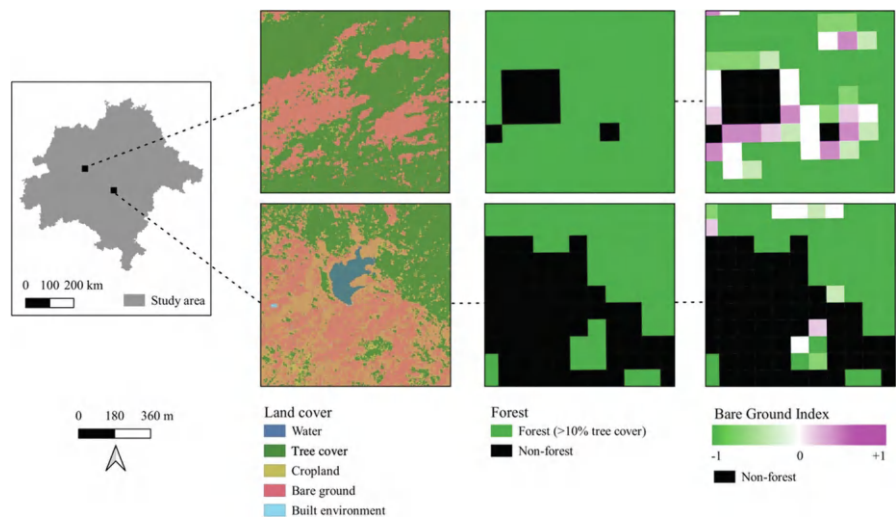 0 100 200 km
Study area
0 180 360 m
Land cover
Water
Tree cover
Cropland
Bare ground
Built environment
Forest
Forest (>10% tree cover)
Non-forest
Bare Ground Index
-1 0 +1
Non-forest